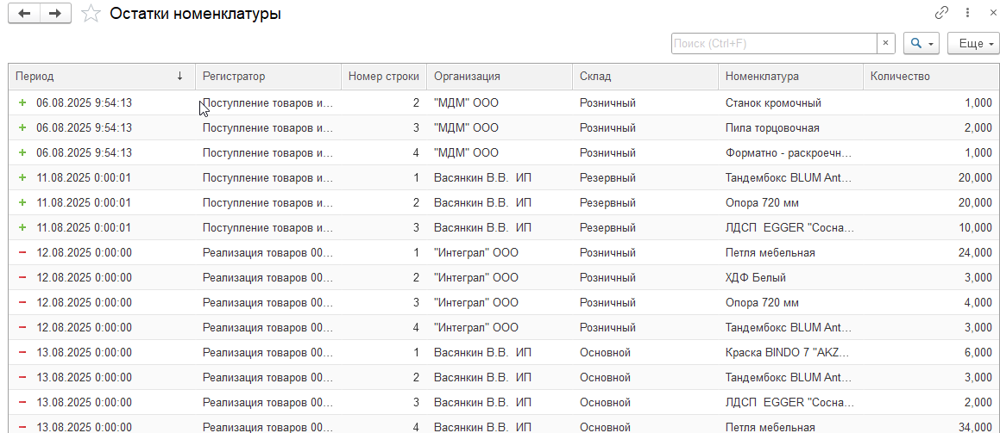 Остатки номенклатуры
Поиск (Ctrl+F) × Еще
Период ↓ Регистратор Номер строки Организация Склад Номенклатура Количество
+ 06.08.2025 9:54:13 Поступление товаров и... 2 "МДМ" ООО Розничный Станок кромочный 1,000
+ 06.08.2025 9:54:13 Поступление товаров и... 3 "МДМ" ООО Розничный Пила торцовочная 2,000
+ 06.08.2025 9:54:13 Поступление товаров и... 4 "МДМ" ООО Розничный Форматно - раскроечн... 1,000
+ 11.08.2025 0:00:01 Поступление товаров и... 1 Васянкин В.В. ИП Резервный Тандембокс BLUM Ant... 20,000
+ 11.08.2025 0:00:01 Поступление товаров и... 2 Васянкин В.В. ИП Резервный Опора 720 мм 20,000
+ 11.08.2025 0:00:01 Поступление товаров и... 3 Васянкин В.В. ИП Резервный ЛДСП EGGER "Сосна... 10,000
− 12.08.2025 0:00:00 Реализация товаров 00... 1 "Интеграл" ООО Розничный Петля мебельная 24,000
− 12.08.2025 0:00:00 Реализация товаров 00... 2 "Интеграл" ООО Розничный ХДФ Белый 3,000
− 12.08.2025 0:00:00 Реализация товаров 00... 3 "Интеграл" ООО Розничный Опора 720 мм 4,000
− 12.08.2025 0:00:00 Реализация товаров 00... 4 "Интеграл" ООО Розничный Тандембокс BLUM Ant... 3,000
− 13.08.2025 0:00:00 Реализация товаров 00... 1 Васянкин В.В. ИП Основной Краска BINDO 7 "AKZ... 6,000
− 13.08.2025 0:00:00 Реализация товаров 00... 2 Васянкин В.В. ИП Основной Тандембокс BLUM Ant... 3,000
− 13.08.2025 0:00:00 Реализация товаров 00... 3 Васянкин В.В. ИП Основной ЛДСП EGGER "Сосна... 2,000
− 13.08.2025 0:00:00 Реализация товаров 00... 4 Васянкин В.В. ИП Основной Петля мебельная 34,000